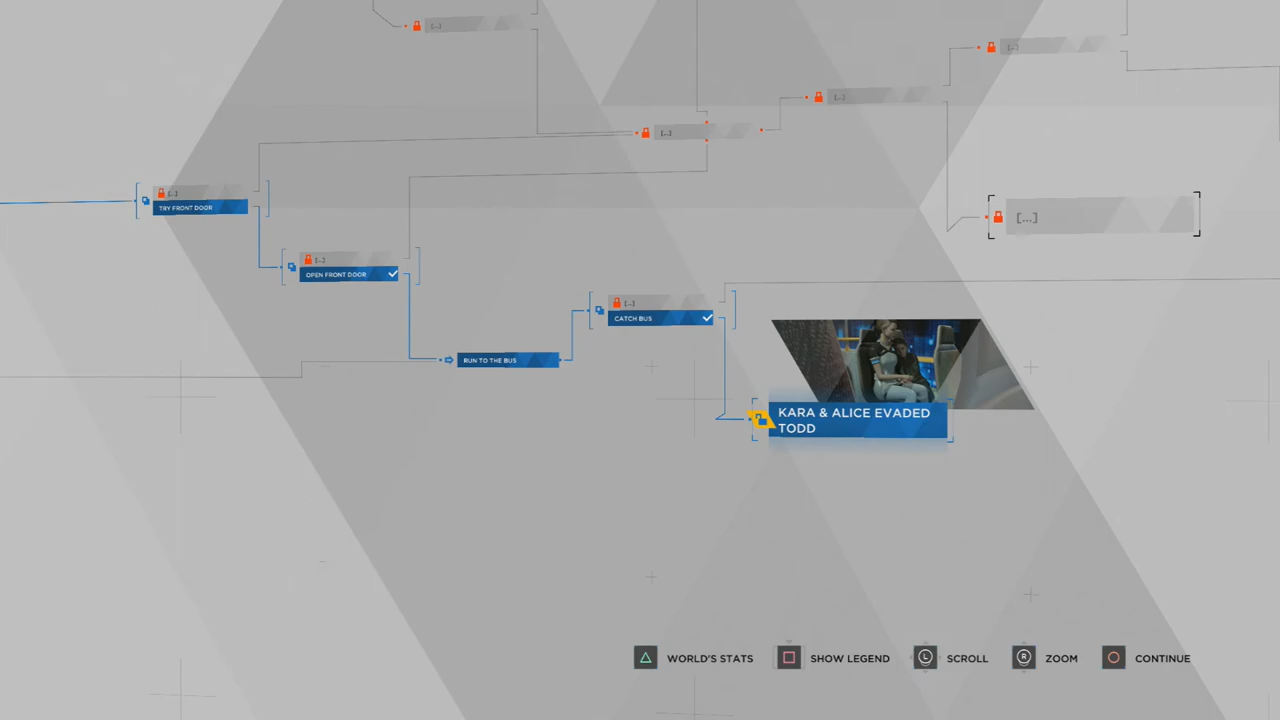 [...]
[...]
[...]
[...]
[...]
TRY FRONT DOOR
[...]
[...]
OPEN FRONT DOOR
[...]
CATCH BUS
RUN TO THE BUS
KARA & ALICE EVADED
TODD
WORLD'S STATS
SHOW LEGEND
L
SCROLL
R
ZOOM
CONTINUE